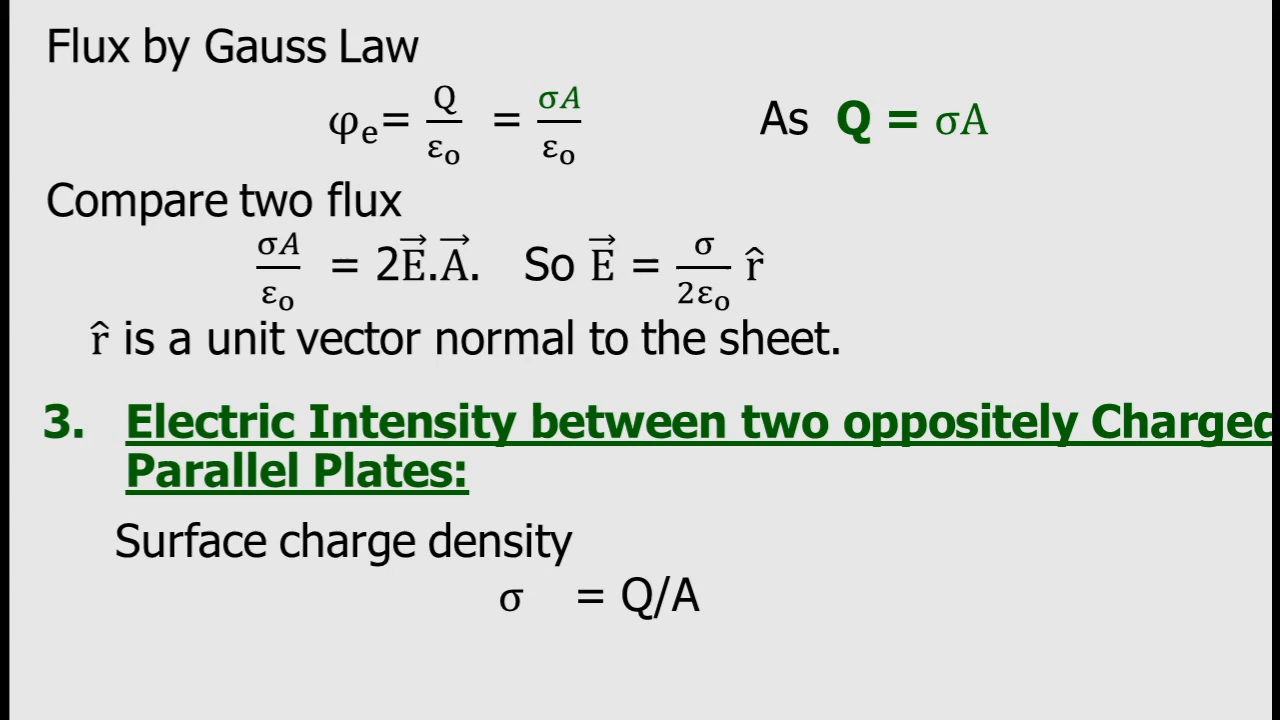 Flux by Gauss Law
φₑ= Q/εₒ = σA/εₒ As Q = σA
Compare two flux
σA/εₒ = 2E⃗.A⃗. So E⃗ = σ/2εₒ r̂
r̂ is a unit vector normal to the sheet.
3. Electric Intensity between two oppositely Charged
Parallel Plates:
Surface charge density
σ = Q/A